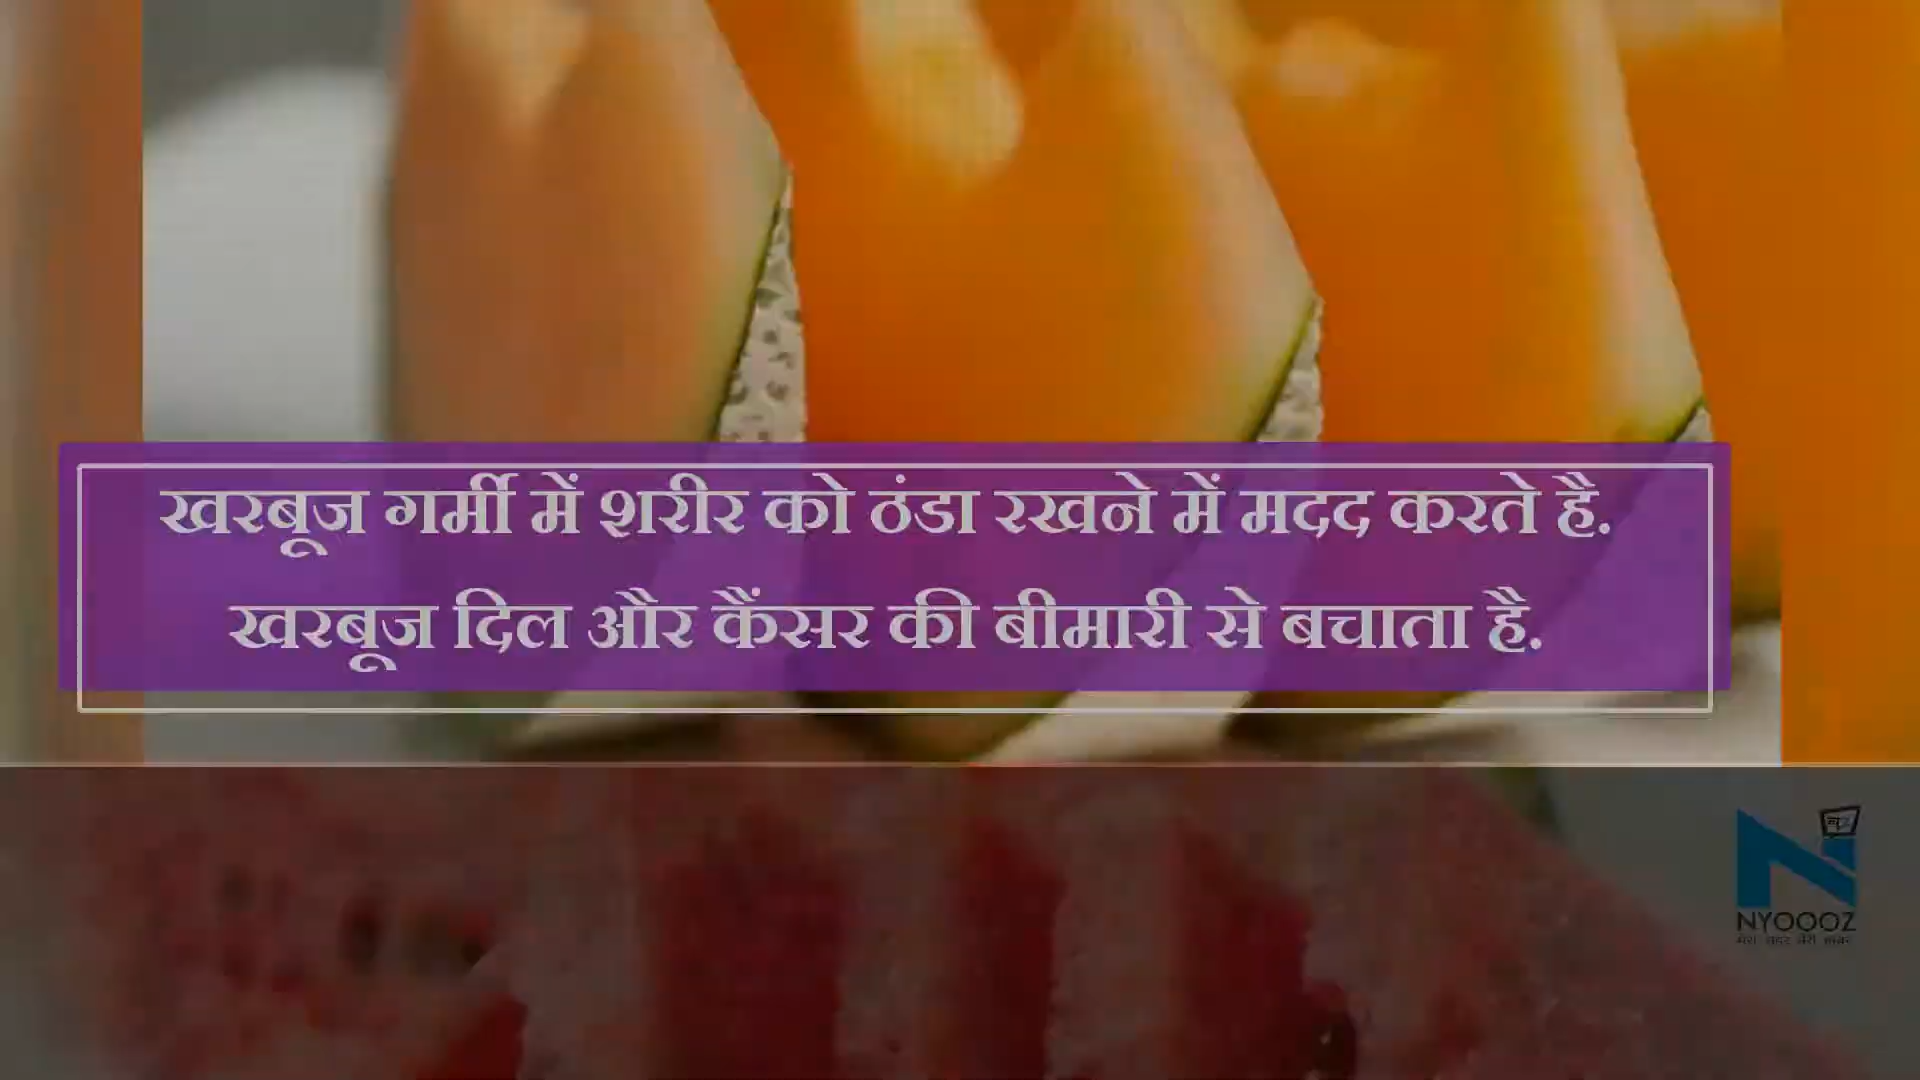 खरबूज गर्मी में शरीर को ठंडा रखने में मदद करते है.
खरबूज दिल और कैंसर की बीमारी से बचाता है.
NYOOOZ